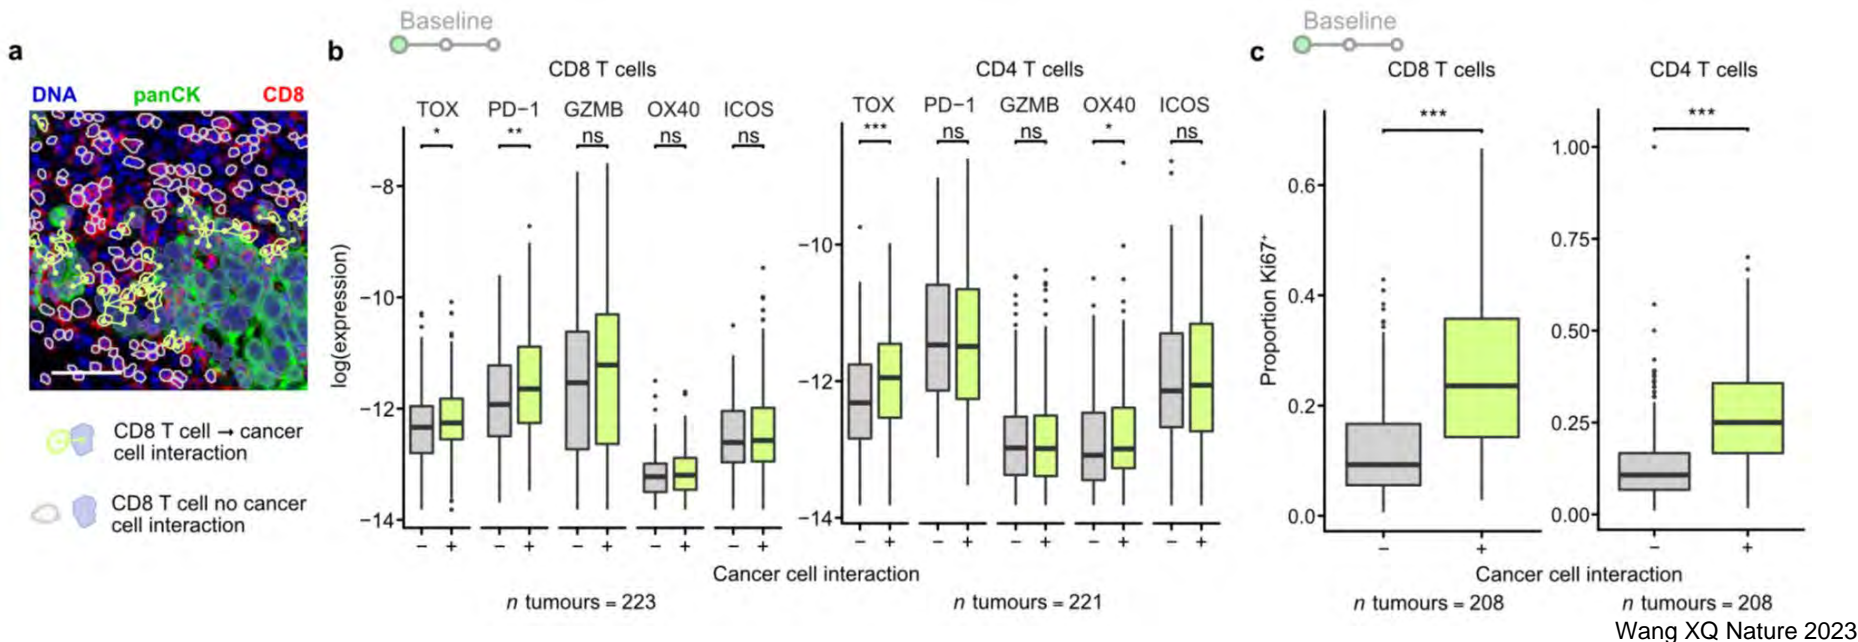 a
DNA panCK CD8
CD8 T cell → cancer
cell interaction
CD8 T cell no cancer
cell interaction
b
Baseline
CD8 T cells
TOX PD−1 GZMB OX40 ICOS
* ** ns ns ns
log(expression)
−8
−10
−12
−14
− + − + − + − + − +
n tumours = 223
CD4 T cells
TOX PD−1 GZMB OX40 ICOS
*** ns ns * ns
−10
−12
−14
− + − + − + − + − +
Cancer cell interaction
n tumours = 221
c
Baseline
CD8 T cells
***
Proportion Ki67⁺
0.6
0.4
0.2
0.0
− +
n tumours = 208
CD4 T cells
***
1.00
0.75
0.50
0.25
0.00
− +
Cancer cell interaction
n tumours = 208
Wang XQ Nature 2023